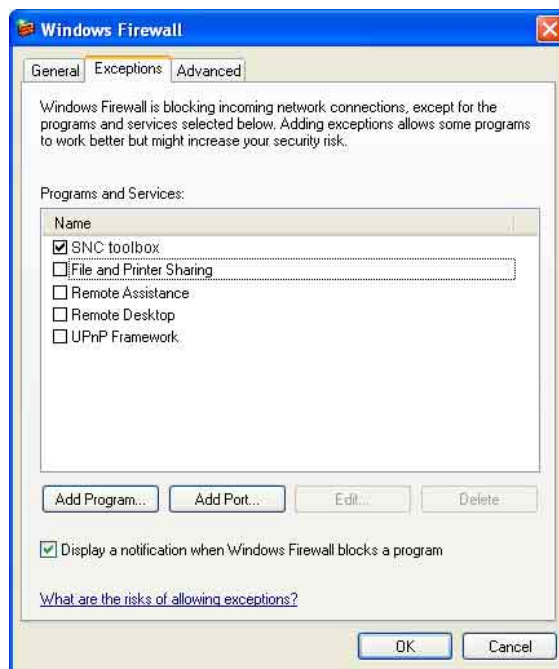 Windows Firewall
General
Exceptions
Advanced
Windows Firewall is blocking incoming network connections, except for the
programs and services selected below. Adding exceptions allows some programs
to work better but might increase your security risk.
Programs and Services:
Name
SNC toolbox
File and Printer Sharing
Remote Assistance
Remote Desktop
UPnP Framework
Add Program...
Add Port...
Edit...
Delete
Display a notification when Windows Firewall blocks a program
What are the risks of allowing exceptions?
OK
Cancel